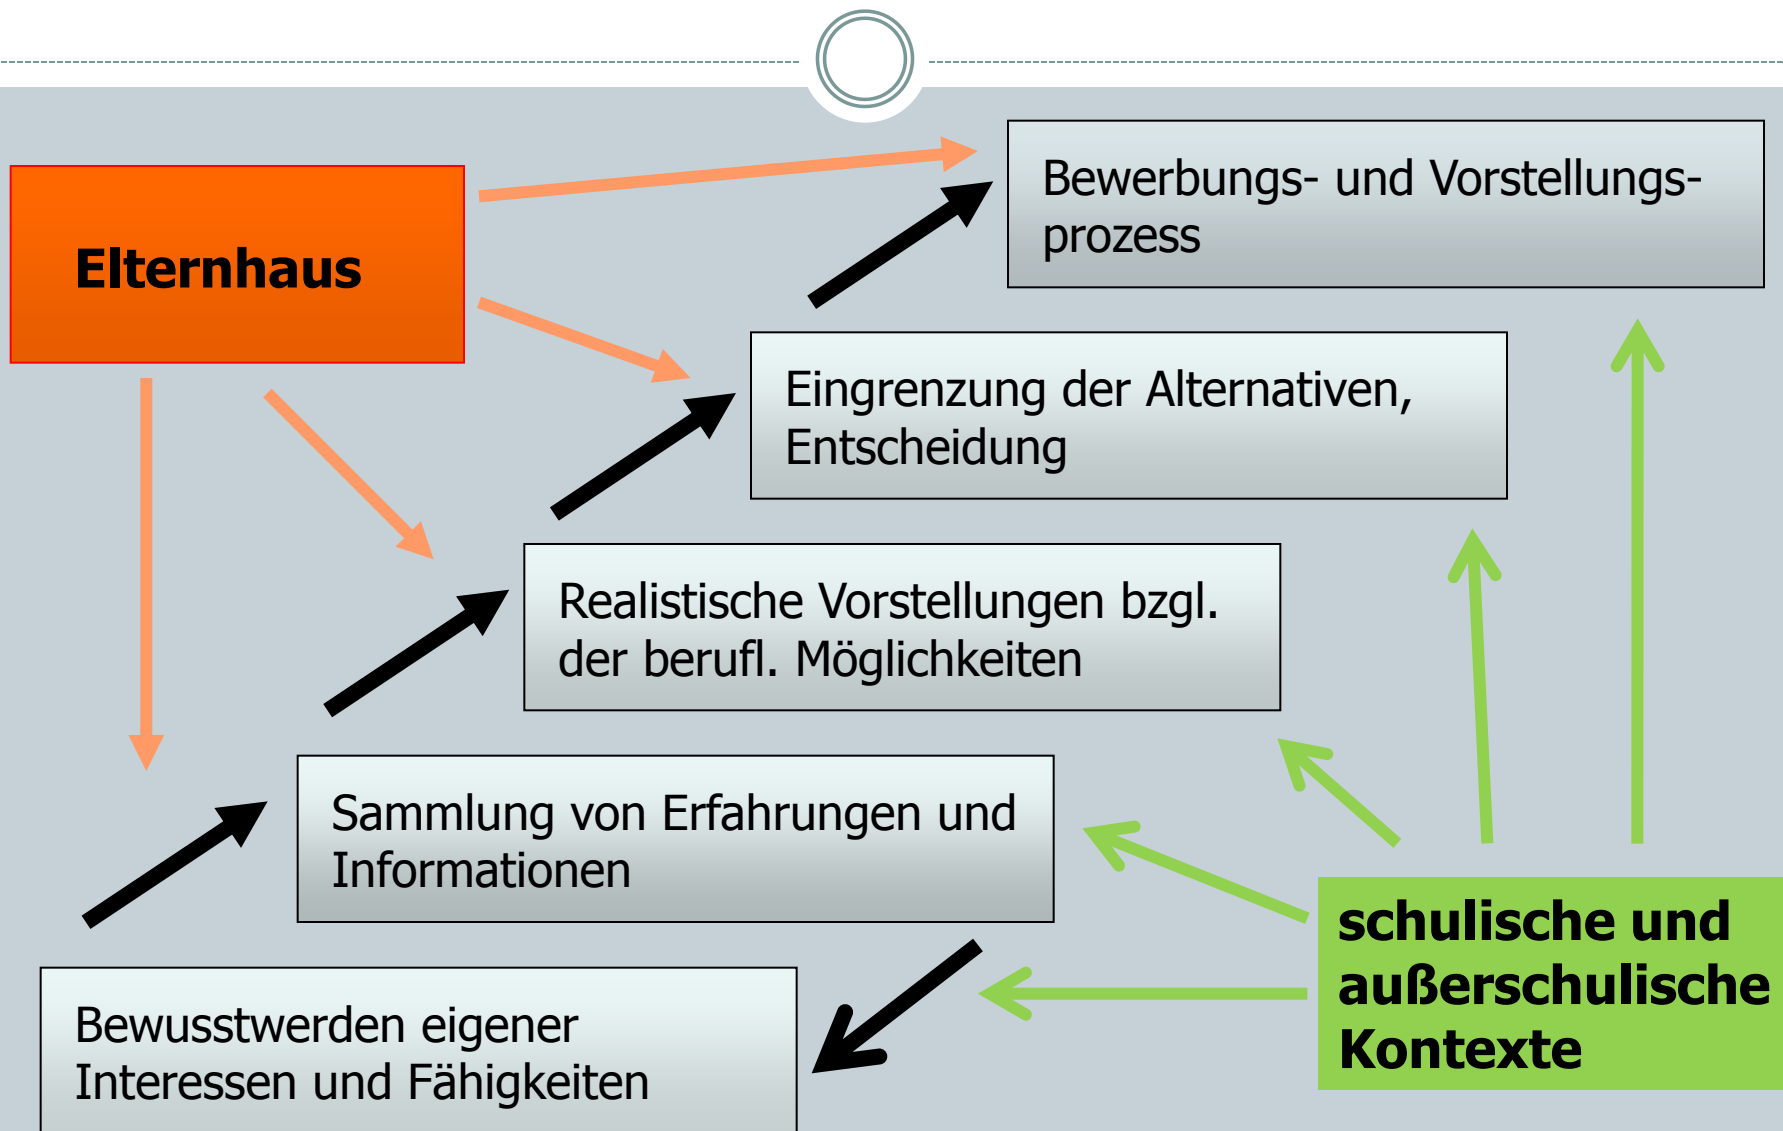 Bewerbungs- und Vorstellungs-
prozess
Elternhaus
Eingrenzung der Alternativen,
Entscheidung
Realistische Vorstellungen bzgl.
der berufl. Möglichkeiten
Sammlung von Erfahrungen und
Informationen
schulische und
außerschulische
Kontexte
Bewusstwerden eigener
Interessen und Fähigkeiten